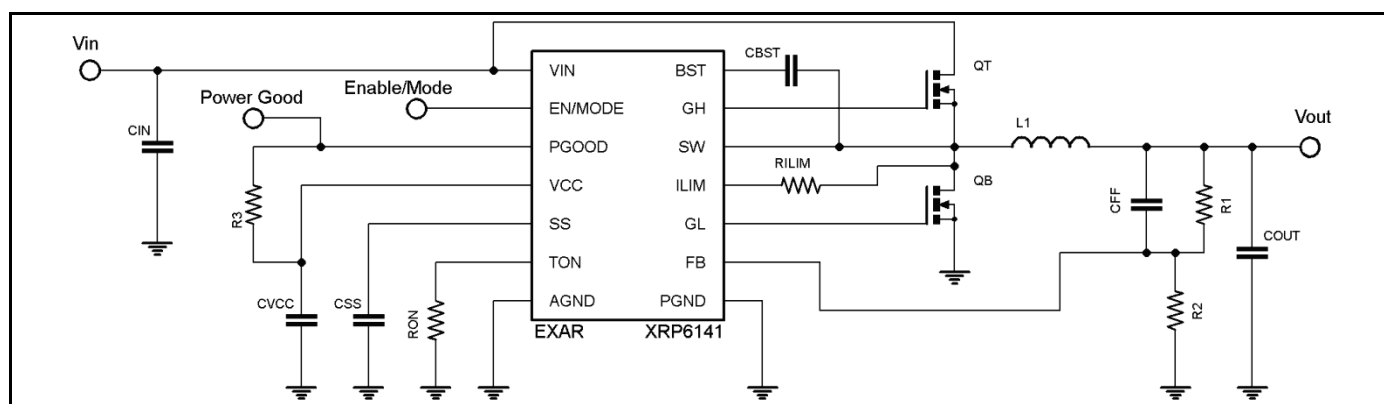 Vin
CIN
Power Good
Enable/Mode
R3
CVCC
CSS
RON
VIN
EN/MODE
PGOOD
VCC
SS
TON
AGND
BST
GH
SW
ILIM
GL
FB
PGND
EXAR
XRP6141
CBST
RILIM
QT
QB
L1
CFF
R1
R2
COUT
Vout